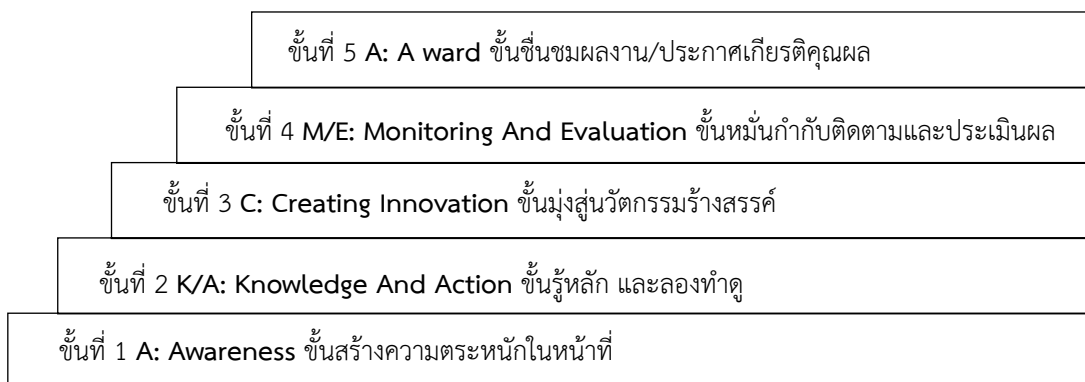 ขั้นที่ 5 A: A ward ขั้นชื่นชมผลงาน/ประกาศเกียรติคุณผล
ขั้นที่ 4 M/E: Monitoring And Evaluation ขั้นหมั่นกำกับติดตามและประเมินผล
ขั้นที่ 3 C: Creating Innovation ขั้นมุ่งสู่นวัตกรรมร้างสรรค์
ขั้นที่ 2 K/A: Knowledge And Action ขั้นรู้หลัก และลองทำดู
ขั้นที่ 1 A: Awareness ขั้นสร้างความตระหนักในหน้าที่